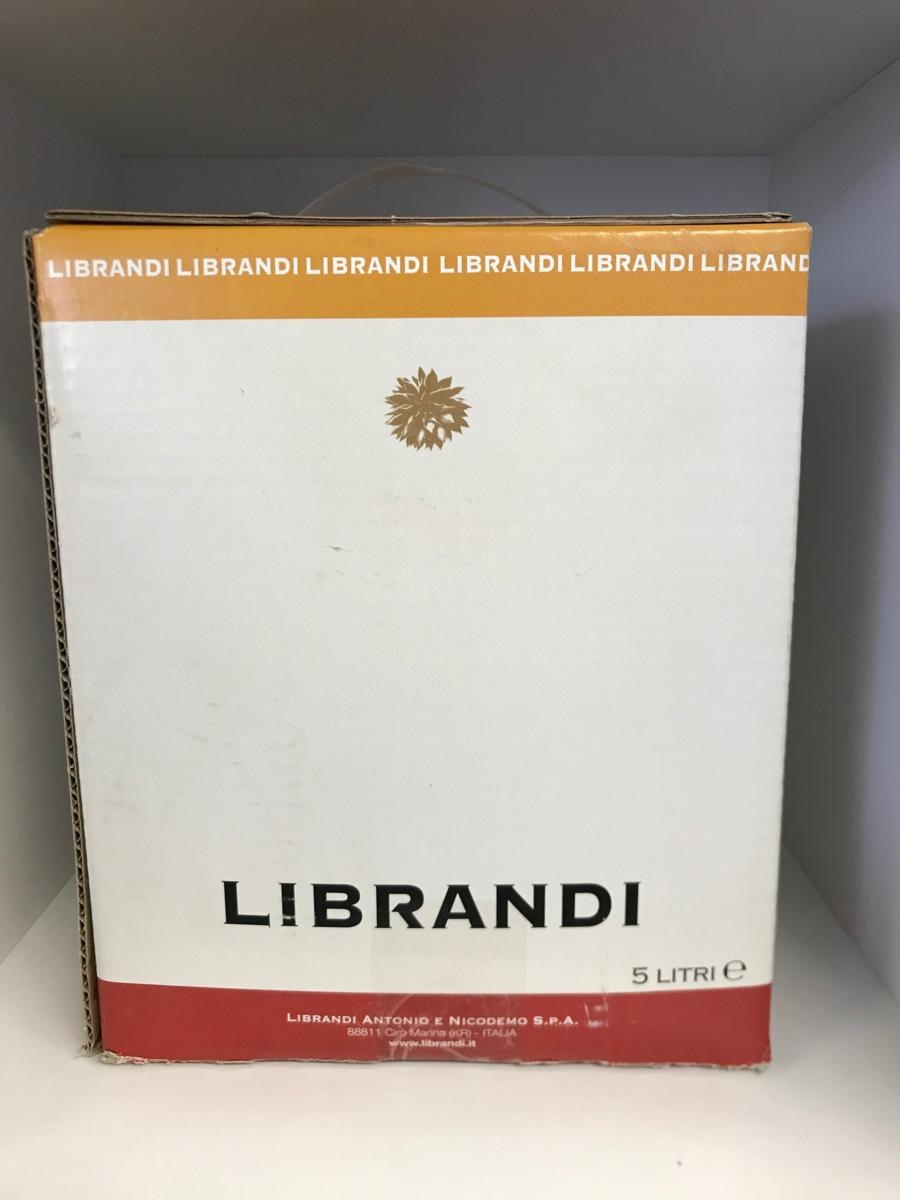 LIBRANDI LIBRANDI LIBRANDI LIBRANDI LIBRANDI LIBRAND
LIBRANDI
5 LITRI ℮
LIBRANDI ANTONIO E NICODEMO S.P.A.
88811 Cirò Marina (KR) - ITALIA
www.librandi.it